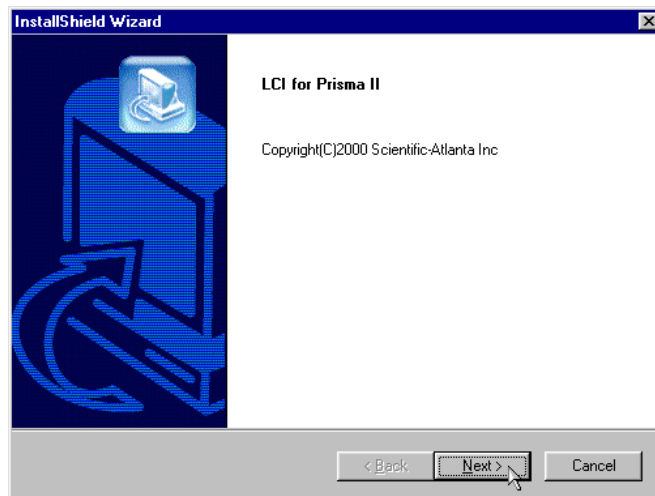 InstallShield Wizard
LCI for Prisma II
Copyright(C)2000 Scientific-Atlanta Inc
< Back
Next >
Cancel